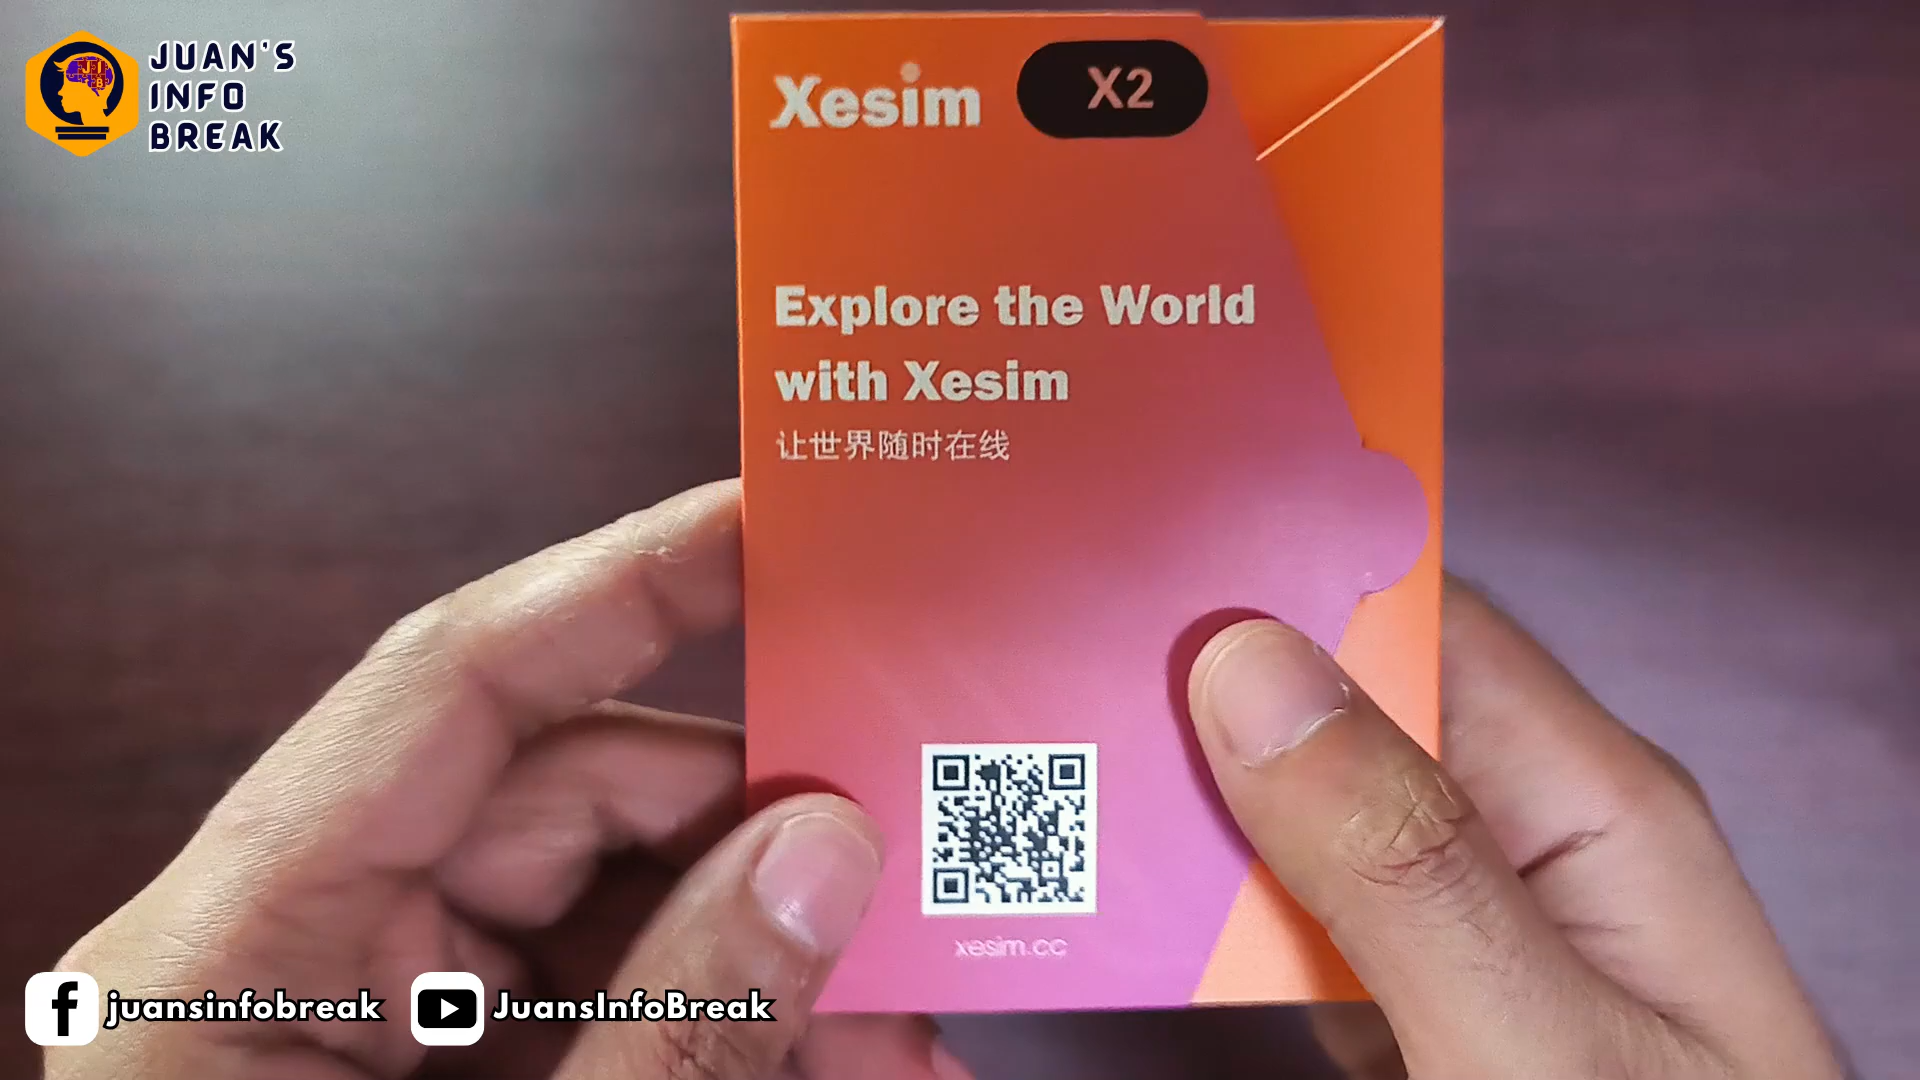 JUAN'S
INFO
BREAK
Xesim
X2
Explore the World
with Xesim
让世界随时在线
xesim.cc
juansinfobreak
JuansInfoBreak